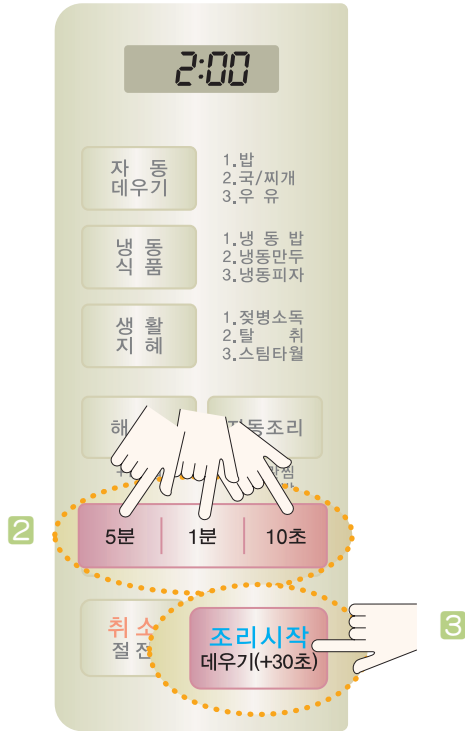 2:00
자 동
데우기
1.밥
2.국/찌개
3.우 유
냉 동
식 품
1.냉 동 밥
2.냉동만두
3.냉동피자
생 활
지 혜
1.젖병소독
2.탈 취
3.스팀타월
해
동조리
찜
2
5분
1분
10초
취소
절전
조리시작
데우기(+30초)
3